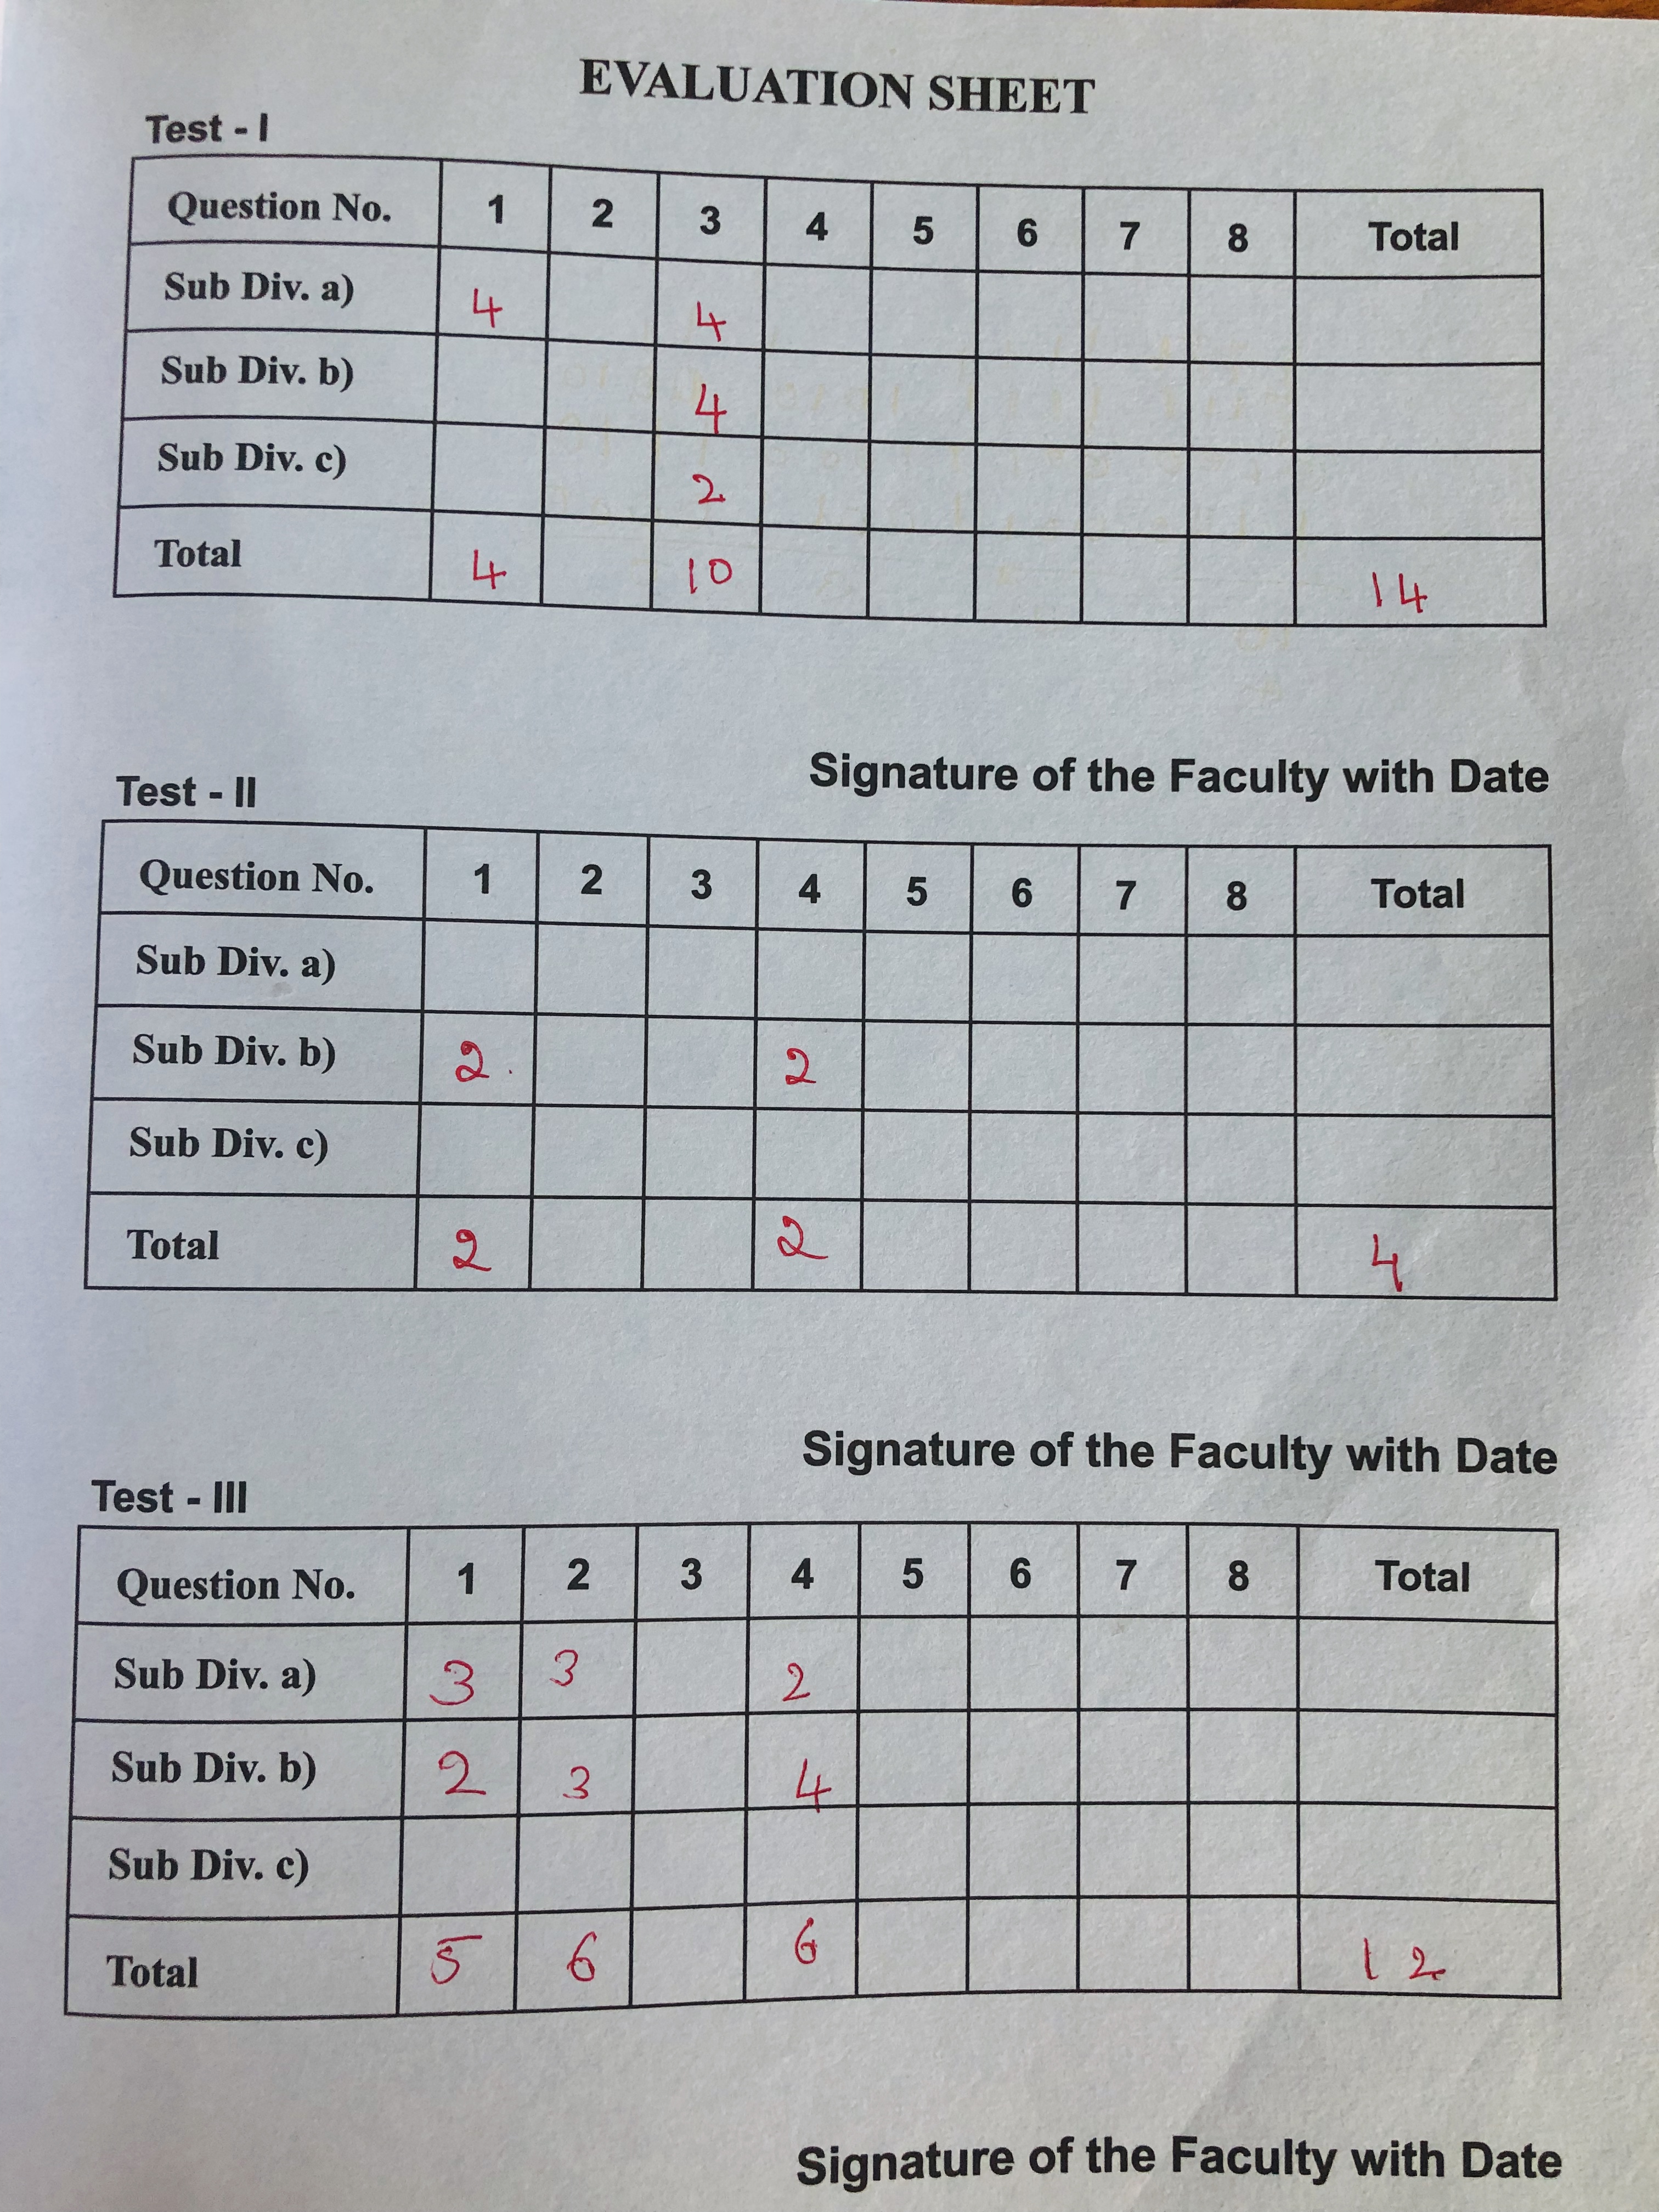 EVALUATION SHEET
Test - I
Question No. 1 2 3 4 5 6 7 8 Total
Sub Div. a) 4 4
Sub Div. b) 4
Sub Div. c) 2
Total 4 10 14
Signature of the Faculty with Date
Test - II
Question No. 1 2 3 4 5 6 7 8 Total
Sub Div. a)
Sub Div. b) 2 2
Sub Div. c)
Total 2 2 4
Signature of the Faculty with Date
Test - III
Question No. 1 2 3 4 5 6 7 8 Total
Sub Div. a) 3 3 2
Sub Div. b) 2 3 4
Sub Div. c)
Total 5 6 6 12
Signature of the Faculty with Date